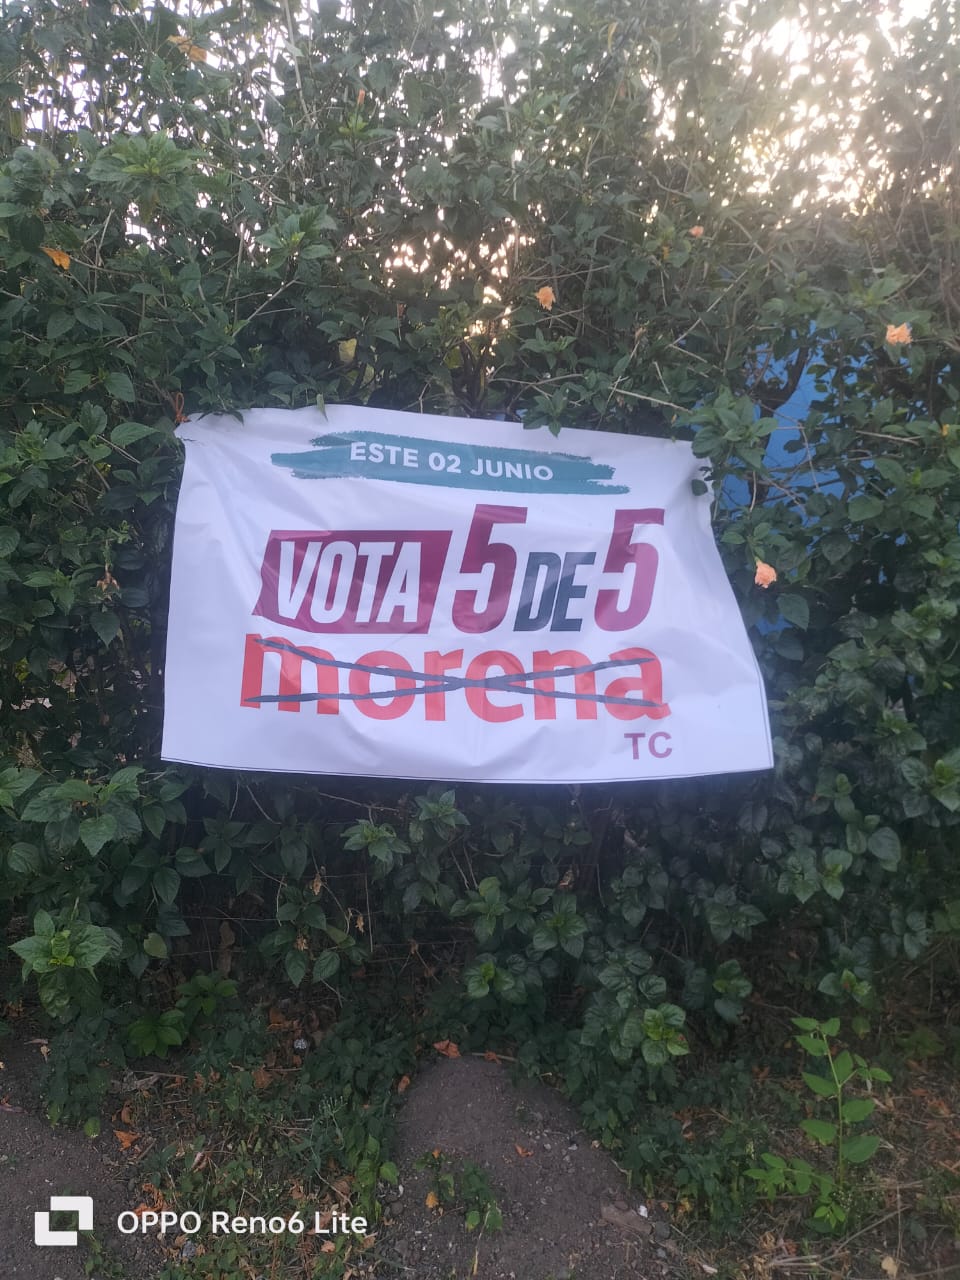 ESTE 02 JUNIO
VOTA 5 DE 5
morena
TC
OPPO Reno6 Lite